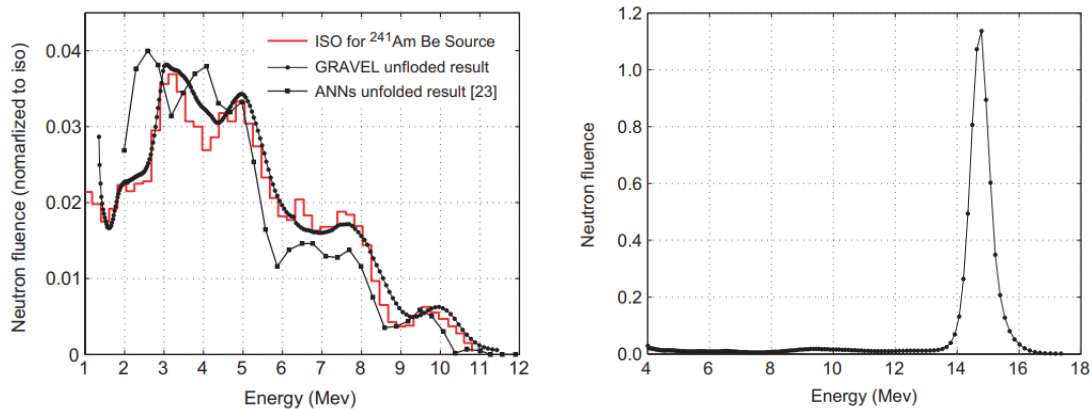 Neutron fluence (nomarlized to iso)
0.04
0.03
0.02
0.01
0
1 2 3 4 5 6 7 8 9 10 11 12
Energy (Mev)
ISO for ²⁴¹Am Be Source
GRAVEL unfloded result
ANNs unfolded result [23]
Neutron fluence
1.2
1.0
0.8
0.6
0.4
0.2
0.0
4 6 8 10 12 14 16 18
Energy (Mev)